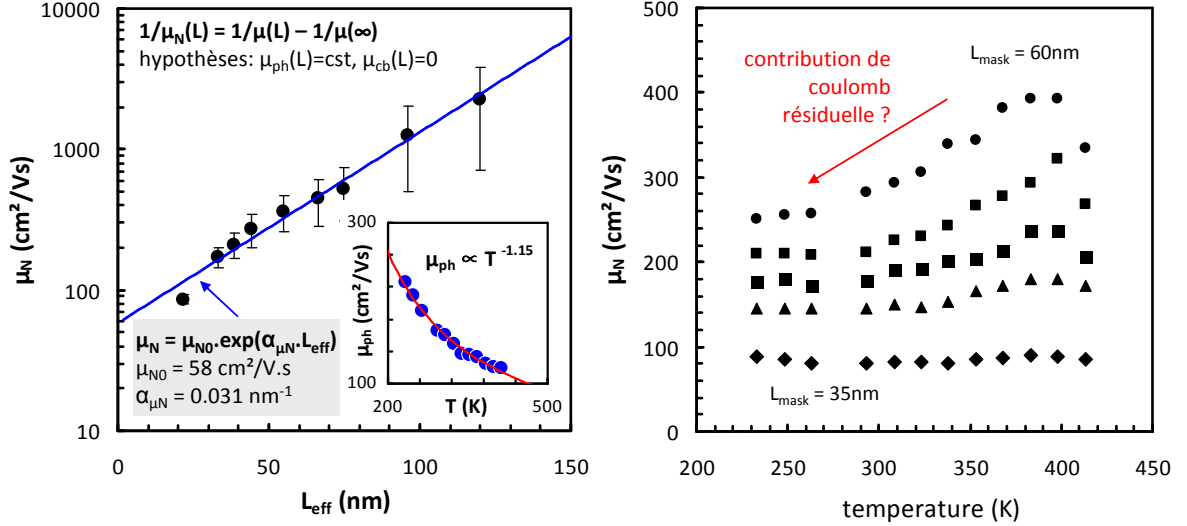 10000
1000
100
10
μN (cm²/Vs)
1/μN(L) = 1/μ(L) – 1/μ(∞)
hypothèses: μph(L)=cst, μcb(L)=0
μN = μN0.exp(αμN.Leff)
μN0 = 58 cm²/V.s
αμN = 0.031 nm-1
300
100
μph (cm²/Vs)
μph ∝ T-1.15
200
T (K)
500
0
50
100
150
Leff (nm)
500
400
300
200
100
0
μN (cm²/Vs)
contribution de
coulomb
résiduelle ?
Lmask = 60nm
Lmask = 35nm
200
250
300
350
400
450
temperature (K)